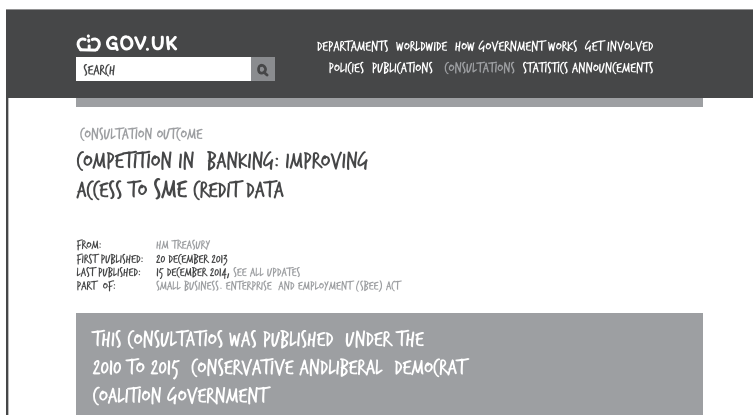 GOV.UK
DEPARTAMENTS WORLDWIDE HOW GOVERNMENT WORKS GET INVOLVED
SEARCH
POLICIES PUBLICATIONS CONSULTATIONS STATISTICS ANNOUNCEMENTS
CONSULTATION OUTCOME
COMPETITION IN BANKING: IMPROVING
ACCESS TO SME CREDIT DATA
FROM: HM TREASURY
FIRST PUBLISHED: 20 DECEMBER 2013
LAST PUBLISHED: 15 DECEMBER 2014, SEE ALL UPDATES
PART OF: SMALL BUSINESS. ENTERPRISE AND EMPLOYMENT (SBEE) ACT
THIS CONSULTATIOS WAS PUBLISHED UNDER THE
2010 TO 2015 CONSERVATIVE ANDLIBERAL DEMOCRAT
COALITION GOVERNMENT